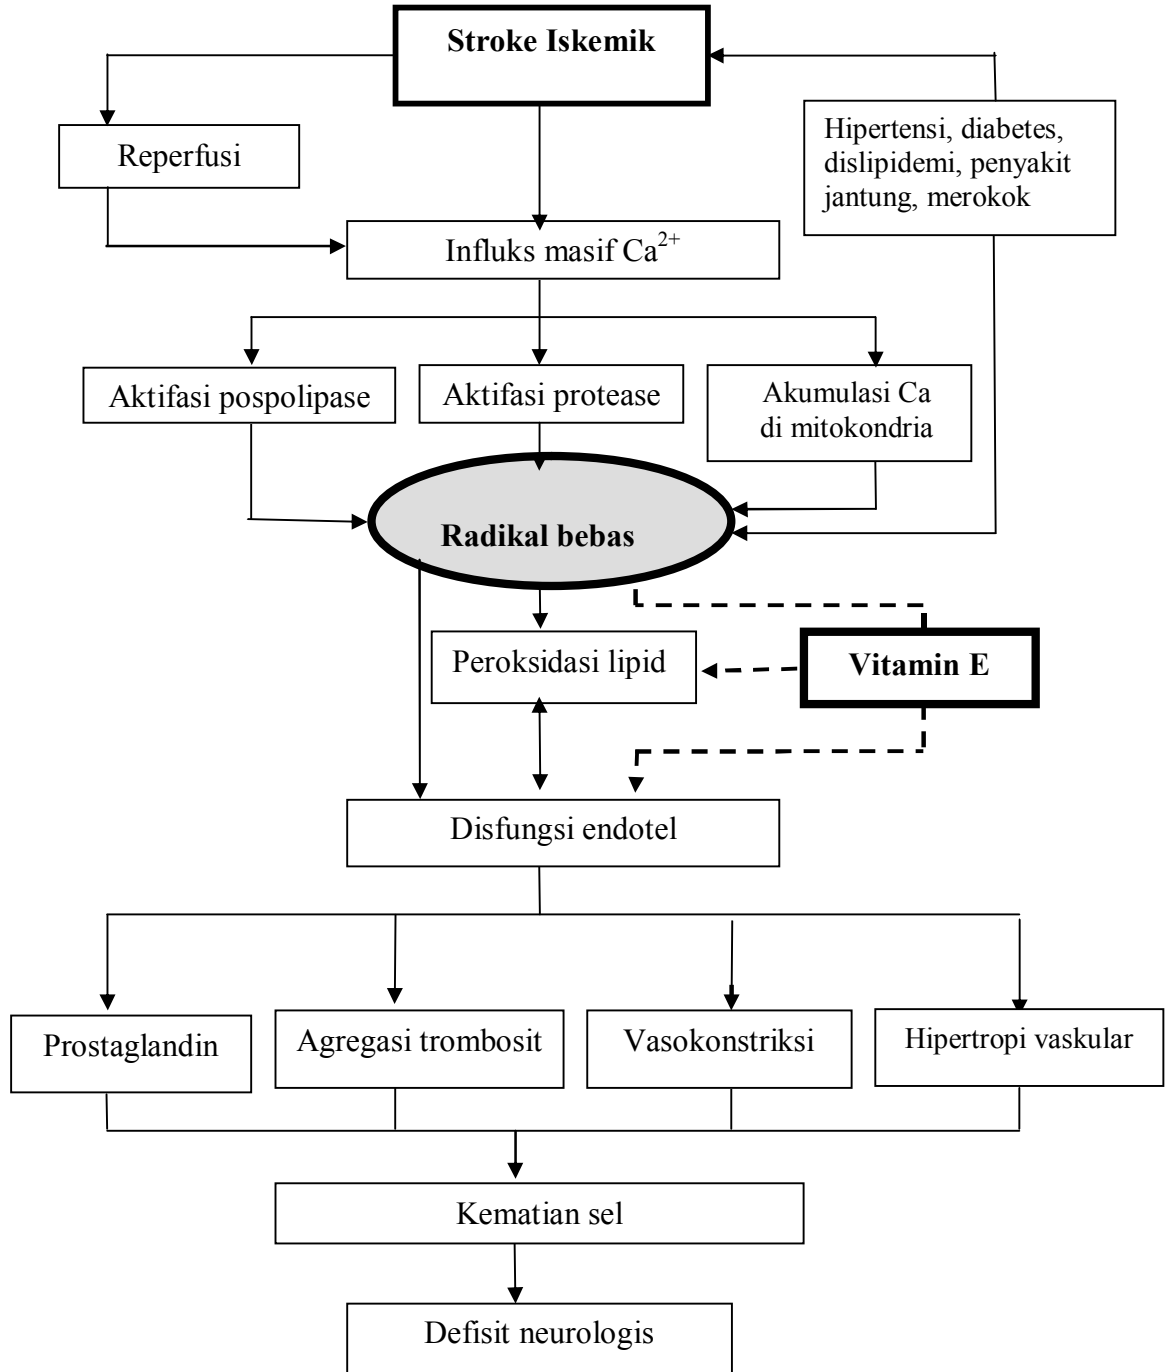 Stroke Iskemik
Reperfusi
Hipertensi, diabetes,
dislipidemi, penyakit
jantung, merokok
Influks masif Ca²⁺
Aktifasi pospolipase
Aktifasi protease
Akumulasi Ca
di mitokondria
Radikal bebas
Peroksidasi lipid
Vitamin E
Disfungsi endotel
Prostaglandin
Agregasi trombosit
Vasokonstriksi
Hipertropi vaskular
Kematian sel
Defisit neurologis